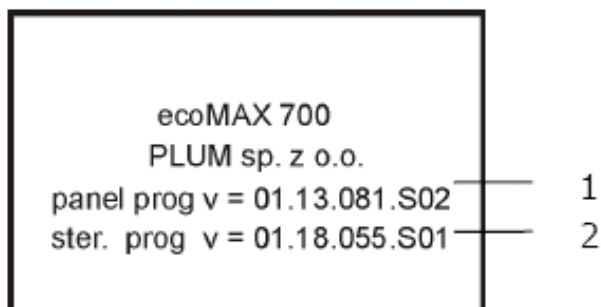 ecoMAX 700
PLUM sp. z o.o.
panel prog v = 01.13.081.S02
1
ster. prog v = 01.18.055.S01
2